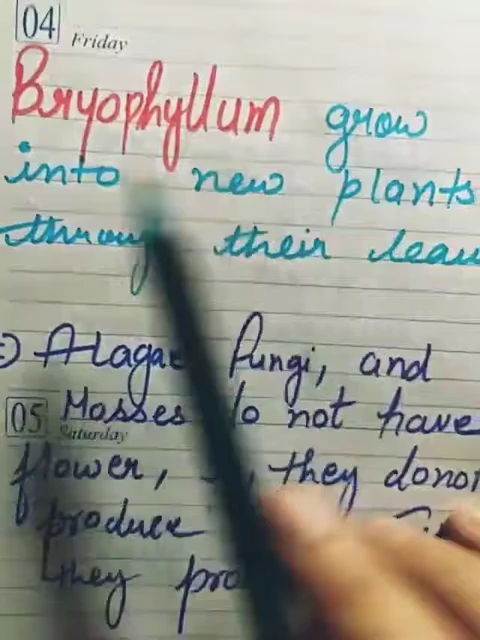 04 Friday
Bryophyllum grow
into new plants
their
Alagae fungi, and
05 Saturday
Mosses do not have
flower, they
produce
they